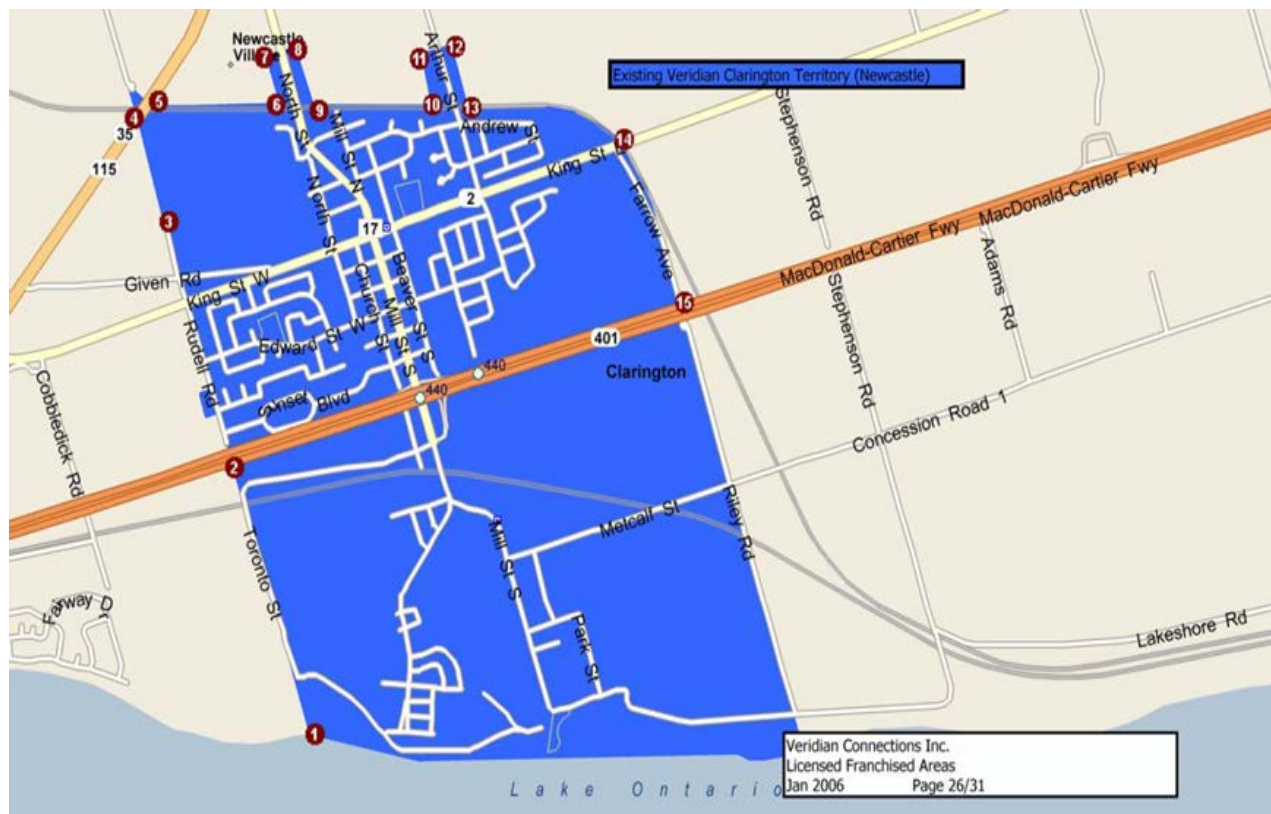 Newcastle
Village
7
8
11
12
Arthur St
Existing Veridian Clarington Territory (Newcastle)
4
5
6
9
10
13
35
115
North St
Mill St N
Andrew St
14
King St E
Stephenson Rd
MacDonald-Cartier Fwy
MacDonald-Cartier Fwy
3
North St
2
17
Farrow Ave
Given Rd
King St W
Church St
Beaver St S
Mill St S
15
Stephenson Rd
Adams Rd
Rudell Rd
Edward St W
401
440
440
Clarington
Sunset Blvd
Cobbledick Rd
Concession Road 1
2
Toronto St
Metcalf St
Riley Rd
Mill St S
Park St
Fairway Dr
Lakeshore Rd
1
Lake Ontario
Veridian Connections Inc.
Licensed Franchised Areas
Jan 2006 Page 26/31